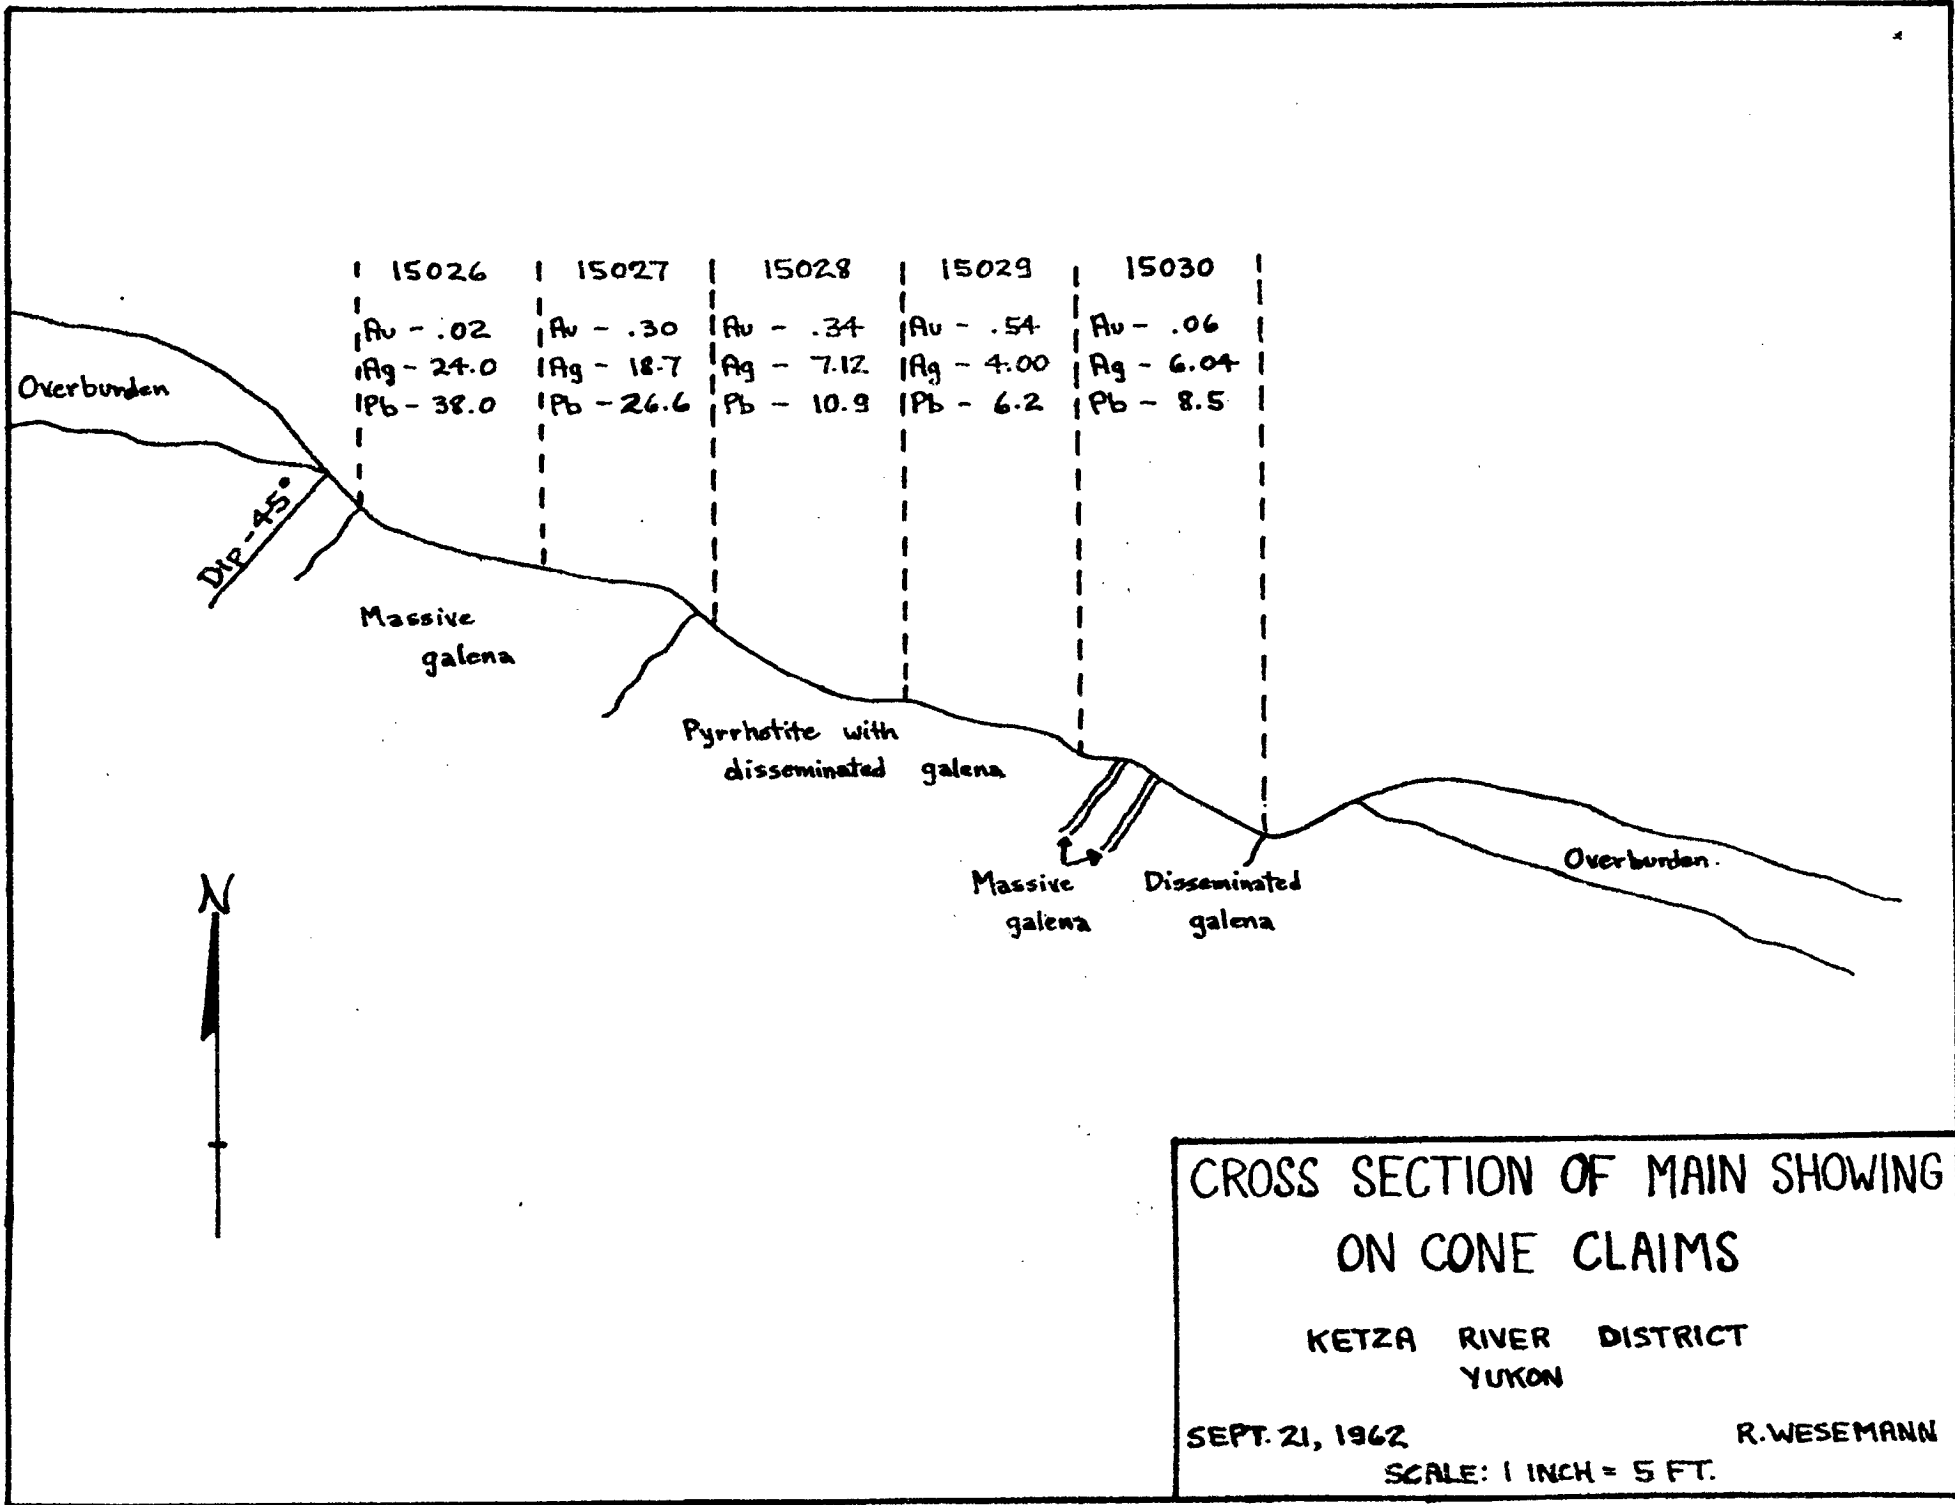 15026 15027 15028 15029 15030
Au - .02 Au - .30 Au - .34 Au - .54 Au - .06
Ag - 24.0 Ag - 18.7 Ag - 7.12 Ag - 4.00 Ag - 6.04
Pb - 38.0 Pb - 26.6 Pb - 10.9 Pb - 6.2 Pb - 8.5
Overburden
Dip - 45°
Massive
galena
Pyrrhotite with
disseminated galena
Massive
galena
Disseminated
galena
Overburden.
N
CROSS SECTION OF MAIN SHOWING
ON CONE CLAIMS
KETZA RIVER DISTRICT
YUKON
SEPT. 21, 1962 R. WESEMANN
SCALE: 1 INCH = 5 FT.